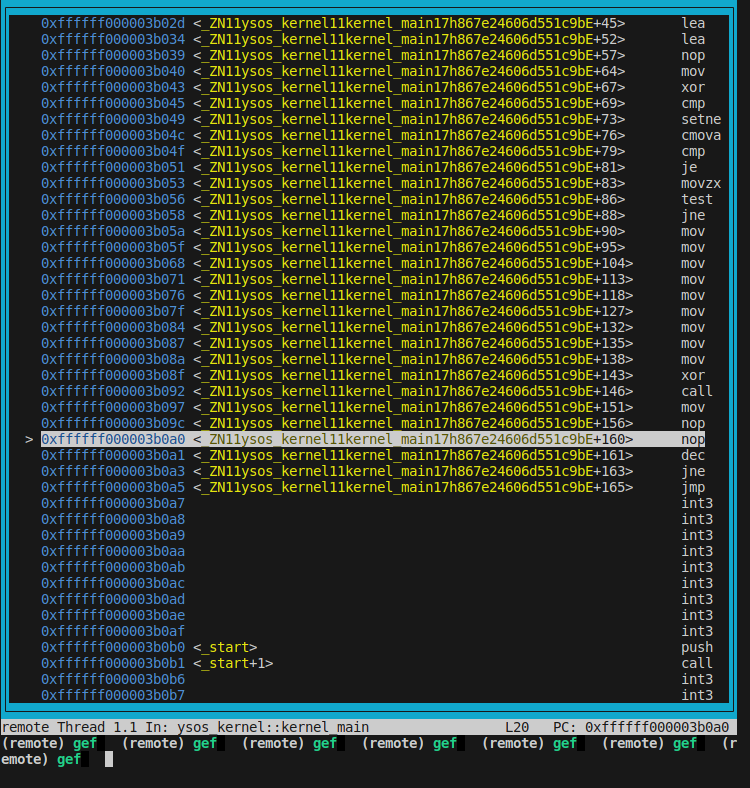 0xffffff000003b02d <_ZN11ysos_kernel11kernel_main17h867e24606d551c9bE+45> lea
0xffffff000003b034 <_ZN11ysos_kernel11kernel_main17h867e24606d551c9bE+52> lea
0xffffff000003b039 <_ZN11ysos_kernel11kernel_main17h867e24606d551c9bE+57> nop
0xffffff000003b040 <_ZN11ysos_kernel11kernel_main17h867e24606d551c9bE+64> mov
0xffffff000003b043 <_ZN11ysos_kernel11kernel_main17h867e24606d551c9bE+67> xor
0xffffff000003b045 <_ZN11ysos_kernel11kernel_main17h867e24606d551c9bE+69> cmp
0xffffff000003b049 <_ZN11ysos_kernel11kernel_main17h867e24606d551c9bE+73> setne
0xffffff000003b04c <_ZN11ysos_kernel11kernel_main17h867e24606d551c9bE+76> cmova
0xffffff000003b04f <_ZN11ysos_kernel11kernel_main17h867e24606d551c9bE+79> cmp
0xffffff000003b051 <_ZN11ysos_kernel11kernel_main17h867e24606d551c9bE+81> je
0xffffff000003b053 <_ZN11ysos_kernel11kernel_main17h867e24606d551c9bE+83> movzx
0xffffff000003b056 <_ZN11ysos_kernel11kernel_main17h867e24606d551c9bE+86> test
0xffffff000003b058 <_ZN11ysos_kernel11kernel_main17h867e24606d551c9bE+88> jne
0xffffff000003b05a <_ZN11ysos_kernel11kernel_main17h867e24606d551c9bE+90> mov
0xffffff000003b05f <_ZN11ysos_kernel11kernel_main17h867e24606d551c9bE+95> mov
0xffffff000003b068 <_ZN11ysos_kernel11kernel_main17h867e24606d551c9bE+104> mov
0xffffff000003b071 <_ZN11ysos_kernel11kernel_main17h867e24606d551c9bE+113> mov
0xffffff000003b076 <_ZN11ysos_kernel11kernel_main17h867e24606d551c9bE+118> mov
0xffffff000003b07f <_ZN11ysos_kernel11kernel_main17h867e24606d551c9bE+127> mov
0xffffff000003b084 <_ZN11ysos_kernel11kernel_main17h867e24606d551c9bE+132> mov
0xffffff000003b087 <_ZN11ysos_kernel11kernel_main17h867e24606d551c9bE+135> mov
0xffffff000003b08a <_ZN11ysos_kernel11kernel_main17h867e24606d551c9bE+138> mov
0xffffff000003b08f <_ZN11ysos_kernel11kernel_main17h867e24606d551c9bE+143> xor
0xffffff000003b092 <_ZN11ysos_kernel11kernel_main17h867e24606d551c9bE+146> call
0xffffff000003b097 <_ZN11ysos_kernel11kernel_main17h867e24606d551c9bE+151> mov
0xffffff000003b09c <_ZN11ysos_kernel11kernel_main17h867e24606d551c9bE+156> nop
> 0xffffff000003b0a0 <_ZN11ysos_kernel11kernel_main17h867e24606d551c9bE+160> nop
0xffffff000003b0a1 <_ZN11ysos_kernel11kernel_main17h867e24606d551c9bE+161> dec
0xffffff000003b0a3 <_ZN11ysos_kernel11kernel_main17h867e24606d551c9bE+163> jne
0xffffff000003b0a5 <_ZN11ysos_kernel11kernel_main17h867e24606d551c9bE+165> jmp
0xffffff000003b0a7 int3
0xffffff000003b0a8 int3
0xffffff000003b0a9 int3
0xffffff000003b0aa int3
0xffffff000003b0ab int3
0xffffff000003b0ac int3
0xffffff000003b0ad int3
0xffffff000003b0ae int3
0xffffff000003b0af int3
0xffffff000003b0b0 <_start> push
0xffffff000003b0b1 <_start+1> call
0xffffff000003b0b6 int3
0xffffff000003b0b7 int3
remote Thread 1.1 In: ysos_kernel::kernel_main L20 PC: 0xffffff000003b0a0
(remote) gef (remote) gef (remote) gef (remote) gef (remote) gef (remote) gef (r
emote) gef